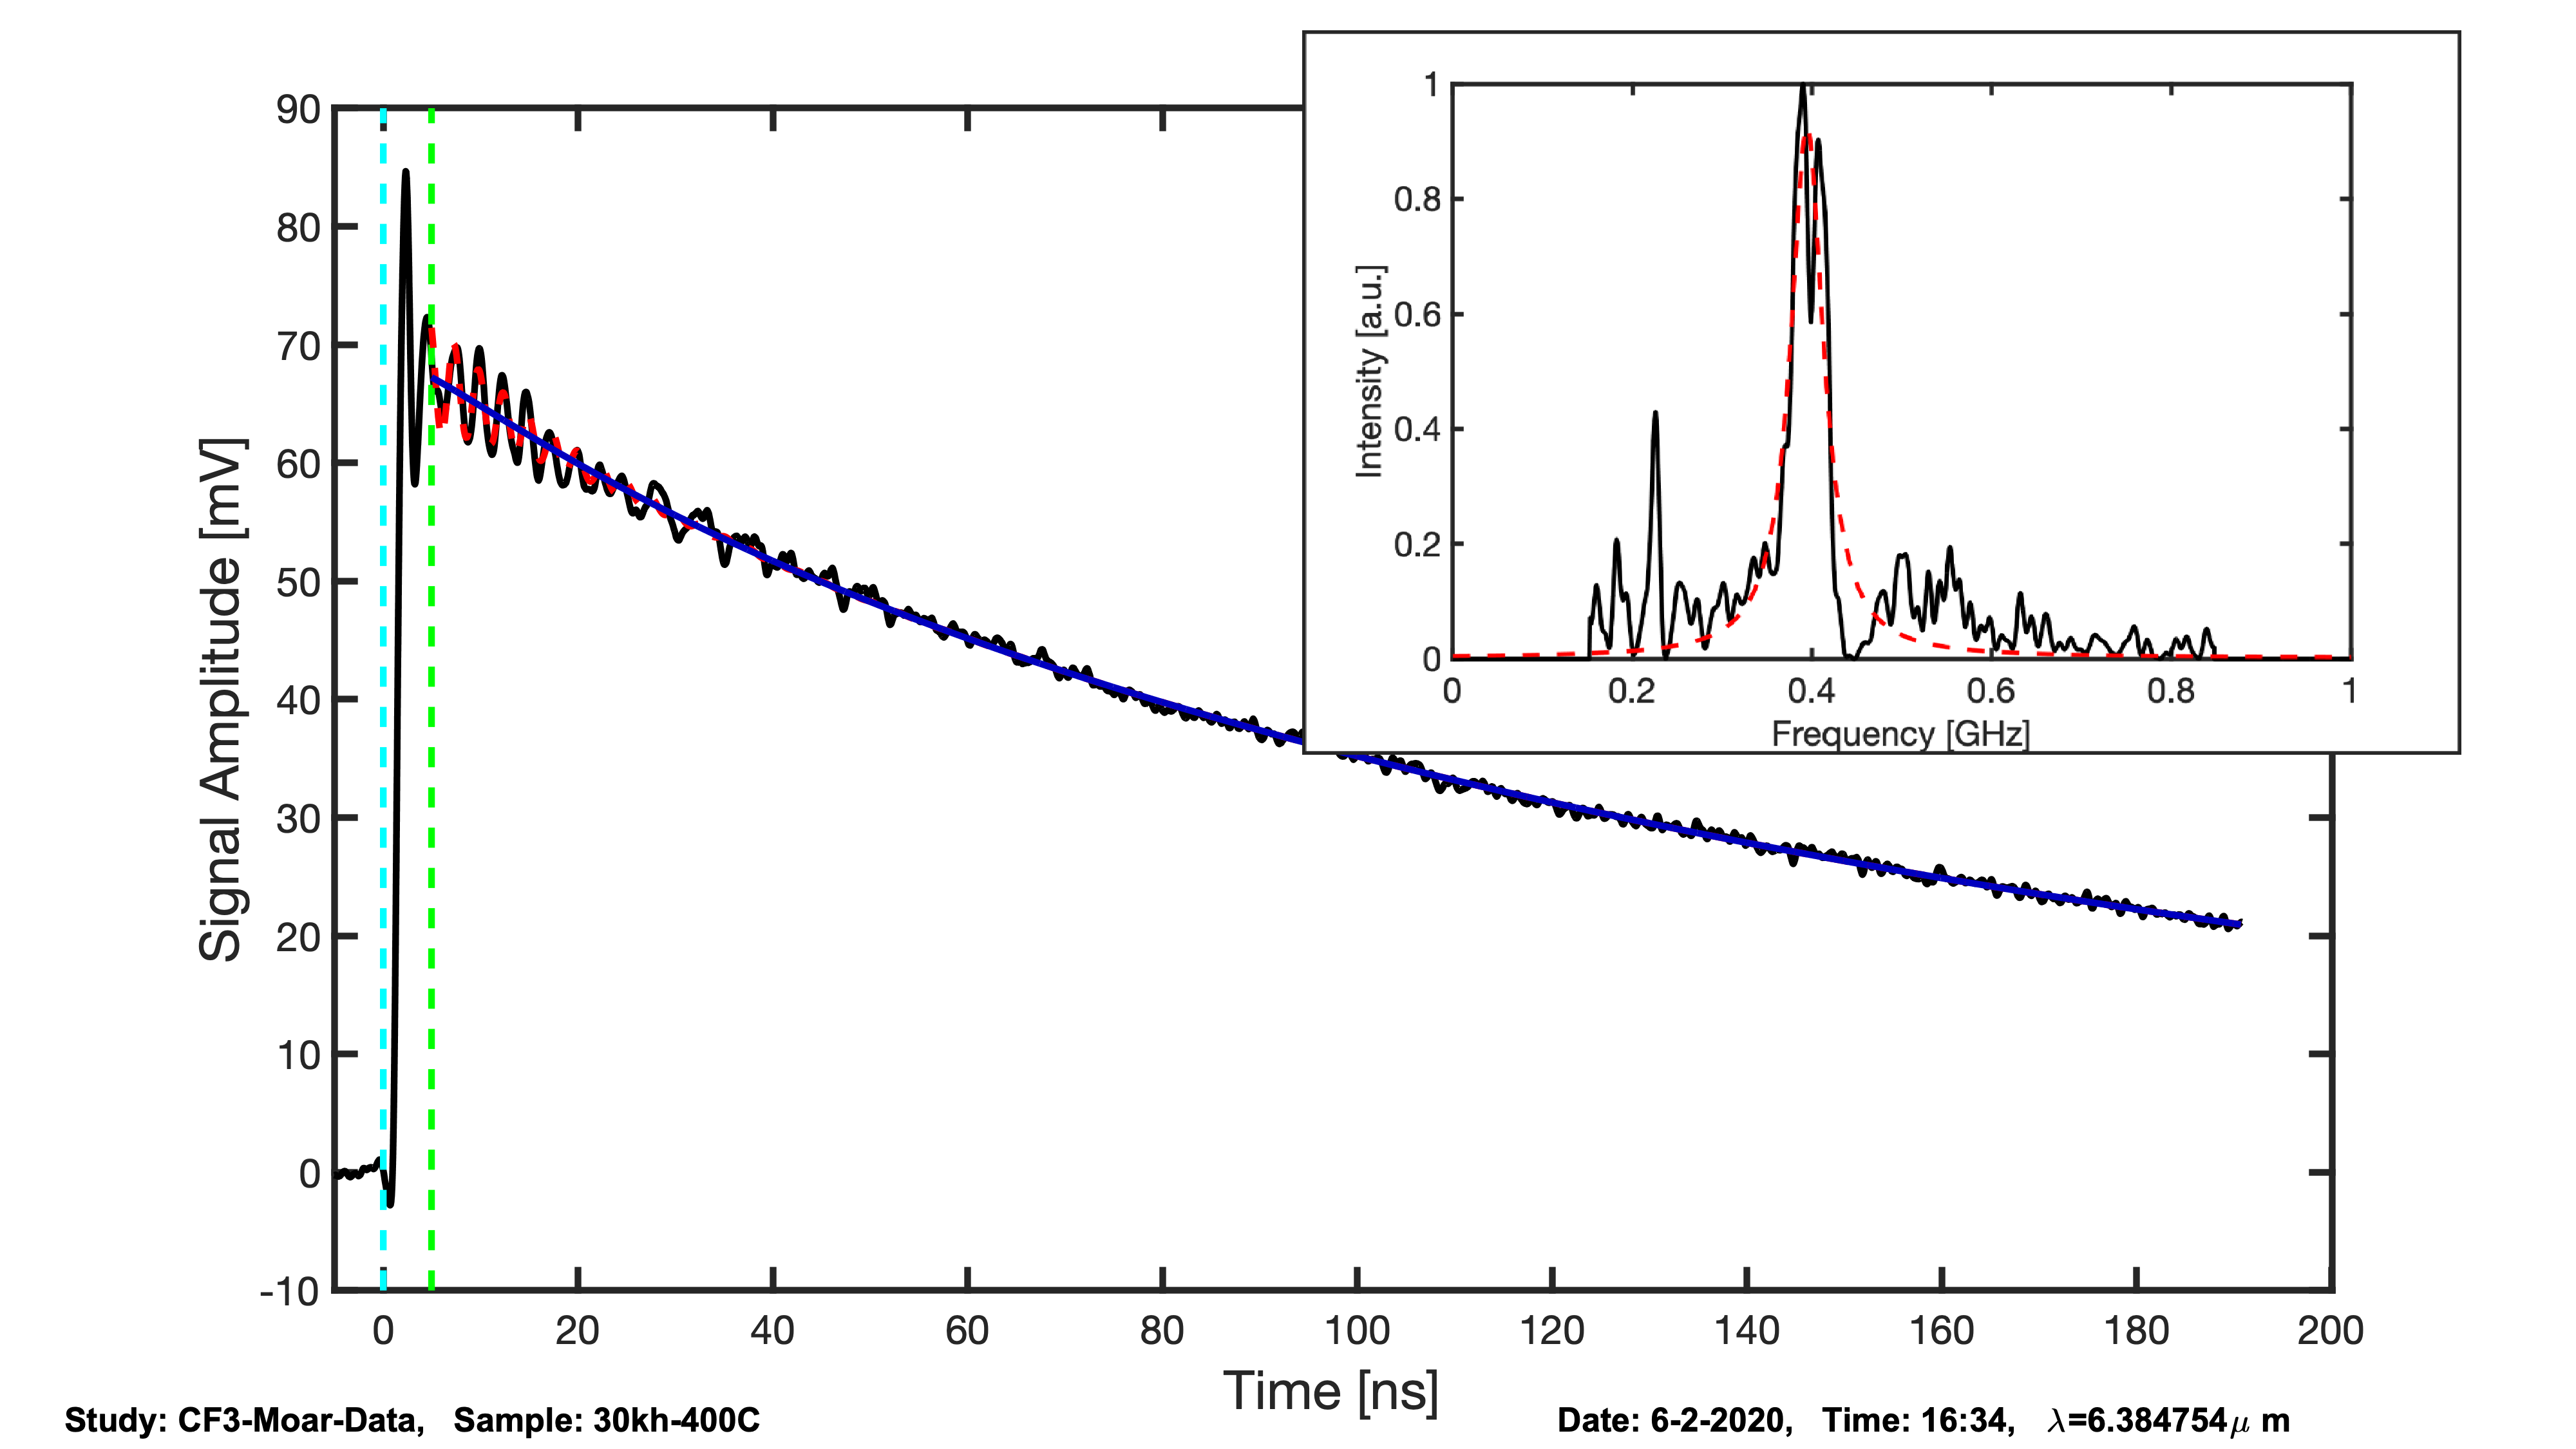 90
80
70
60
50
40
30
20
10
0
-10
Signal Amplitude [mV]
0 20 40 60 80 100 120 140 160 180 200
Time [ns]
1
0.8
0.6
0.4
0.2
0
Intensity [a.u.]
0 0.2 0.4 0.6 0.8 1
Frequency [GHz]
Study: CF3-Moar-Data, Sample: 30kh-400C
Date: 6-2-2020, Time: 16:34, λ=6.384754μ m